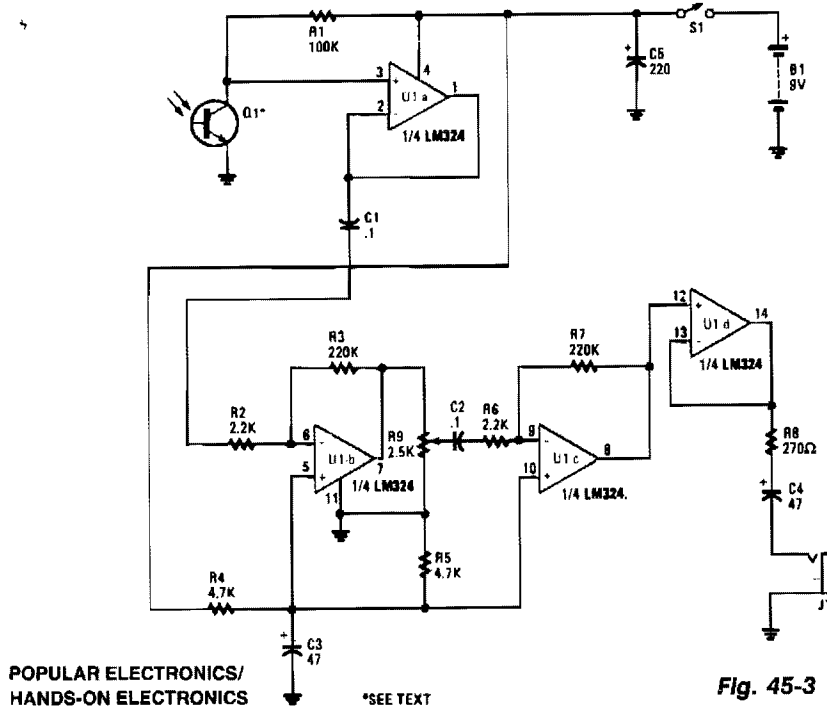 R1
100K
S1
+
C5
220
+
B1
9V
3
+
4
1
U1a
2
-
1/4 LM324
Q1*
C1
.1
12
+
14
U1d
13
-
1/4 LM324
R3
220K
R7
220K
R2
2.2K
6
-
U1-b
5
+
7
1/4 LM324
11
R9
2.5K
C2
.1
R6
2.2K
9
-
U1c
8
10
+
1/4 LM324.
R8
270Ω
+
C4
47
R5
4.7K
R4
4.7K
+
C3
47
POPULAR ELECTRONICS/
HANDS-ON ELECTRONICS
*SEE TEXT
Fig. 45-3